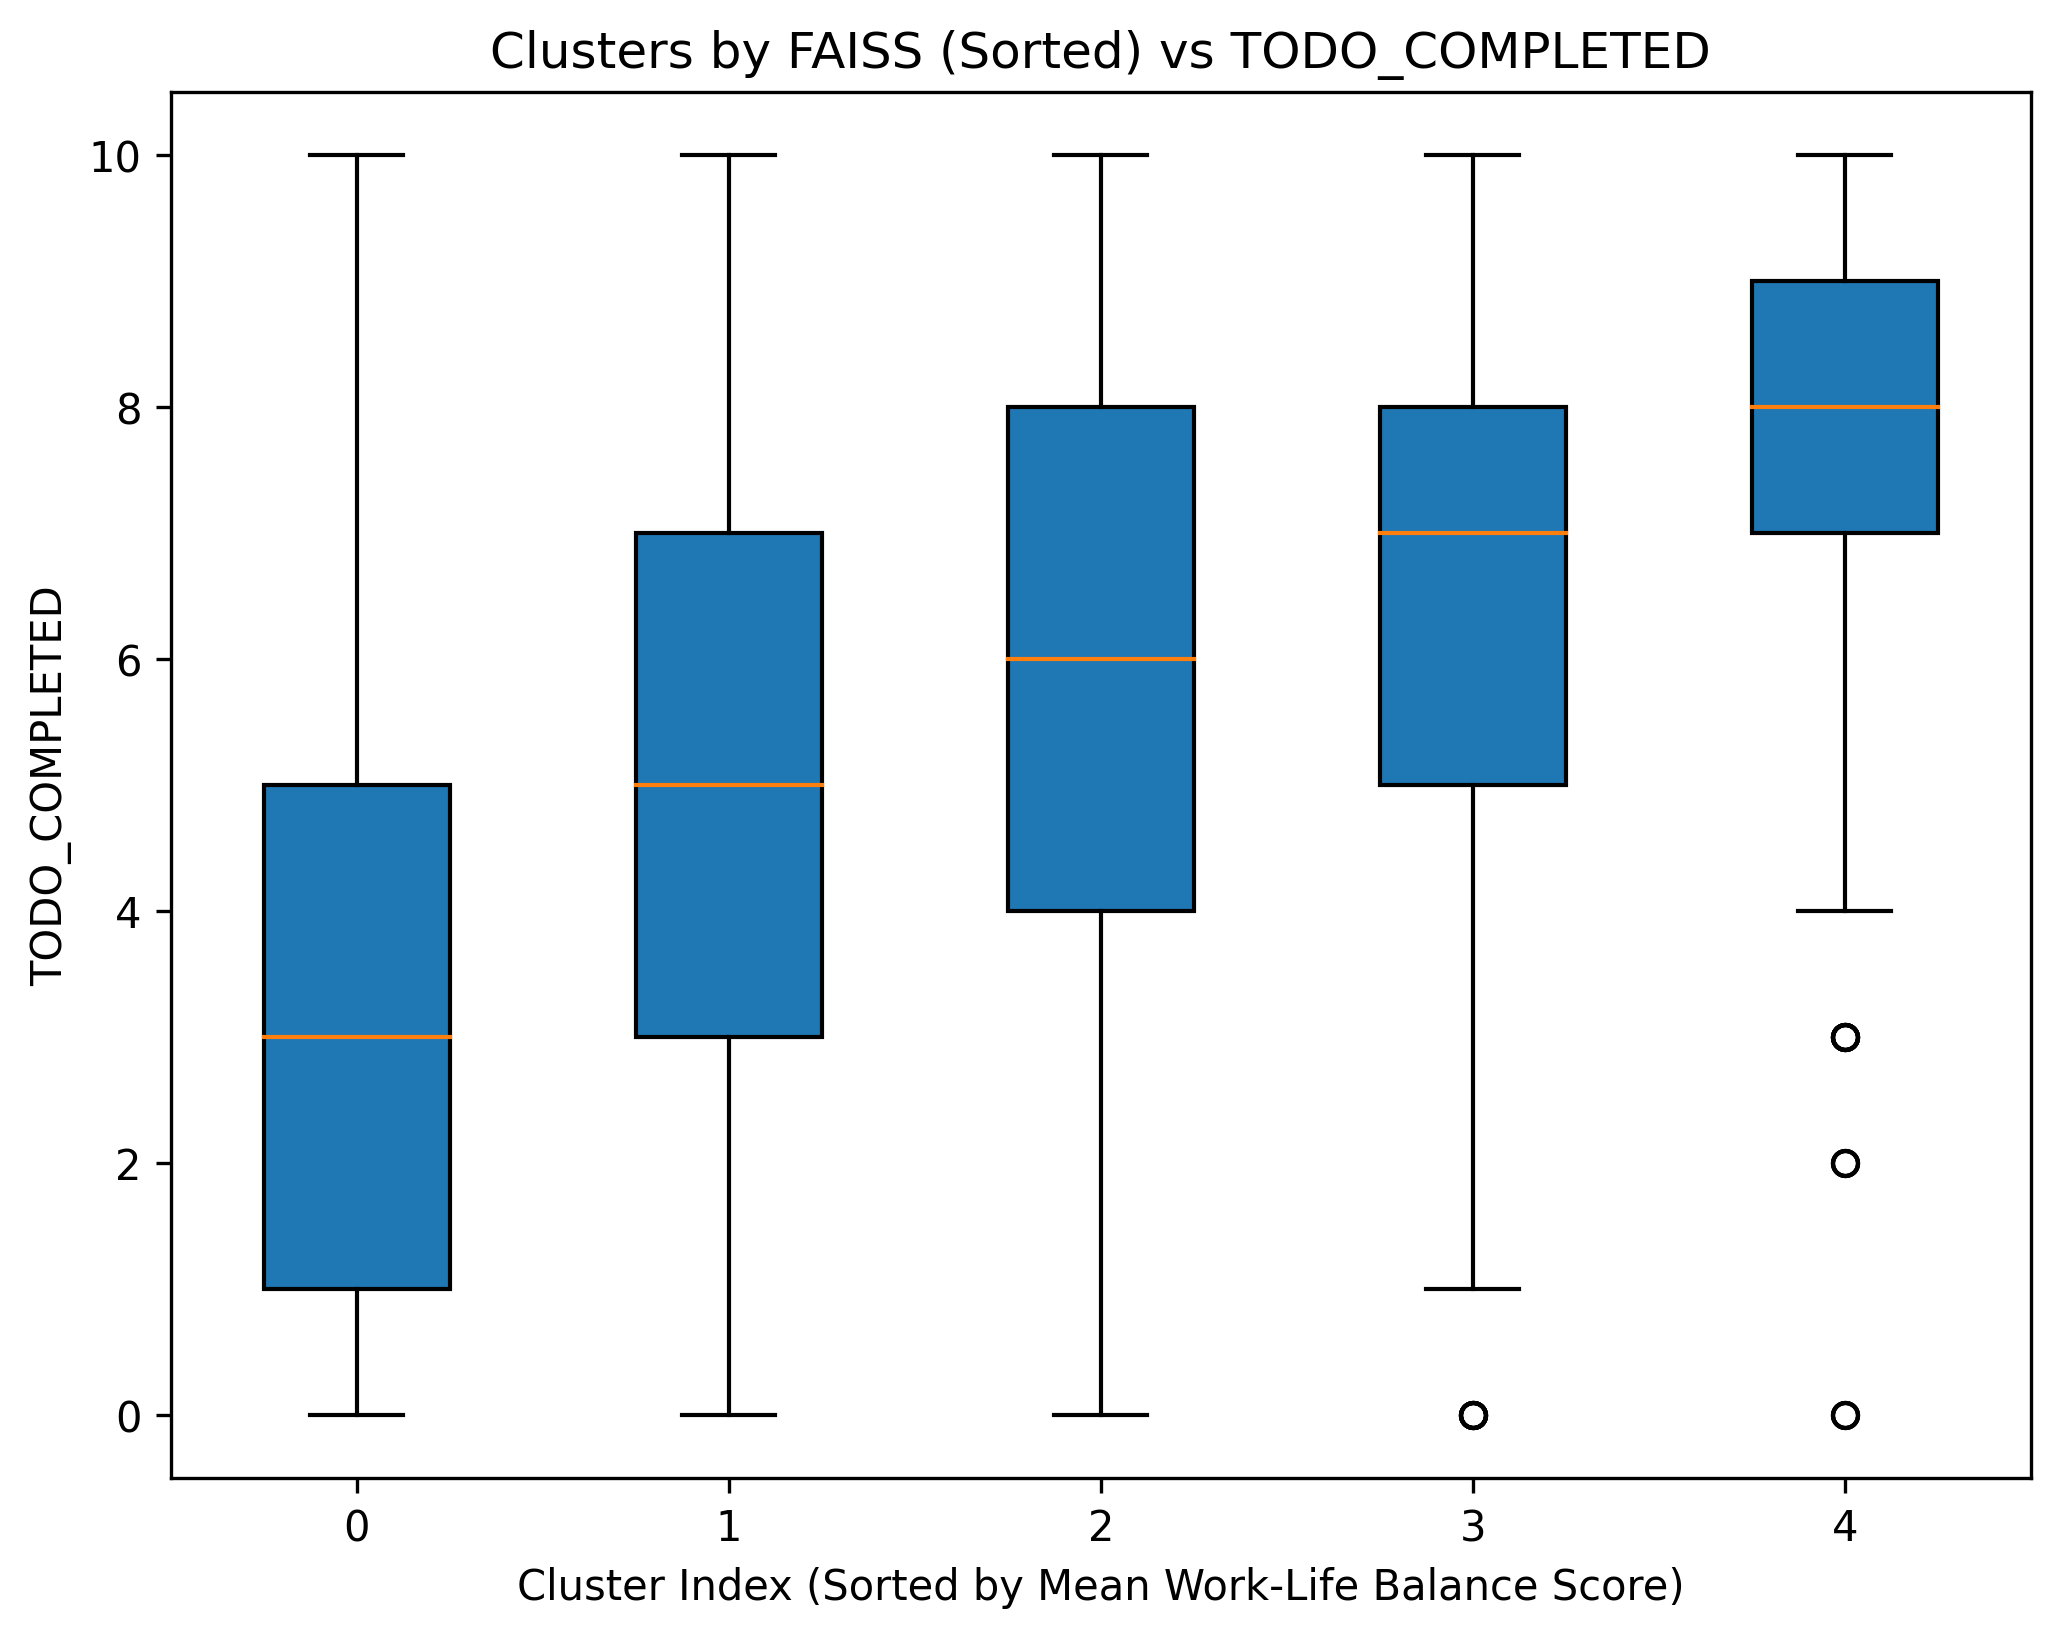 Clusters by FAISS (Sorted) vs TODO_COMPLETED
TODO_COMPLETED
10
8
6
4
2
0
0 1 2 3 4
Cluster Index (Sorted by Mean Work-Life Balance Score)